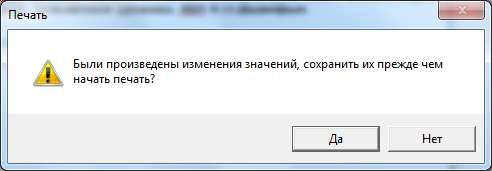 Печать
Были произведены изменения значений, сохранить их прежде чем
начать печать?
Да
Нет